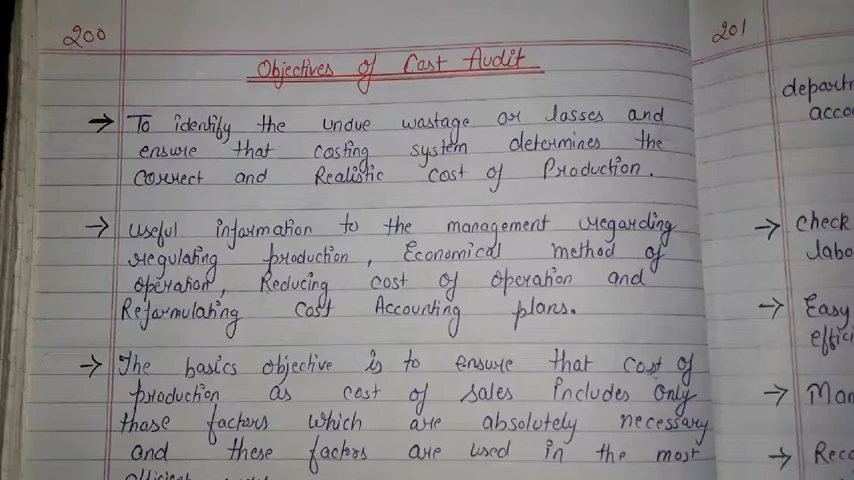 200
Objectives of Cost Audit
→ To identify the undue wastage or losses and
ensure that costing system determines the
correct and Realistic cost of Production.
→ Useful information to the management regarding
regulating production, Economical method of
operation, Reducing cost of operation and
Reformulating Cost Accounting plans.
→ The basics objective is to ensure that cost of
production as cost of sales includes only
those factors which are absolutely necessary
and these factors are used in the most
201
→ check
→ Easy